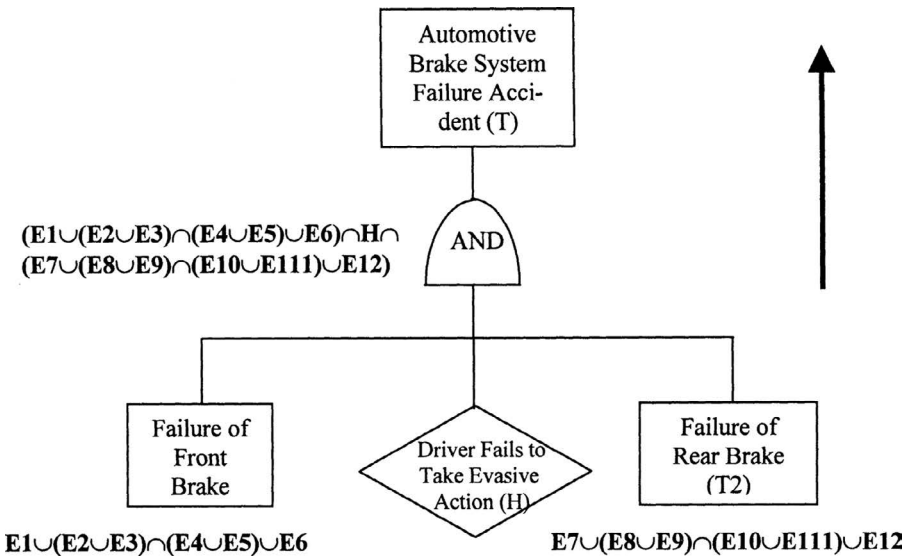 Automotive
Brake System
Failure Acci-
dent (T)
(E1∪(E2∪E3)∩(E4∪E5)∪E6)∩H∩
(E7∪(E8∪E9)∩(E10∪E111)∪E12)
AND
Failure of
Front
Brake
Driver Fails to
Take Evasive
Action (H)
Failure of
Rear Brake
(T2)
E1∪(E2∪E3)∩(E4∪E5)∪E6
E7∪(E8∪E9)∩(E10∪E111)∪E12